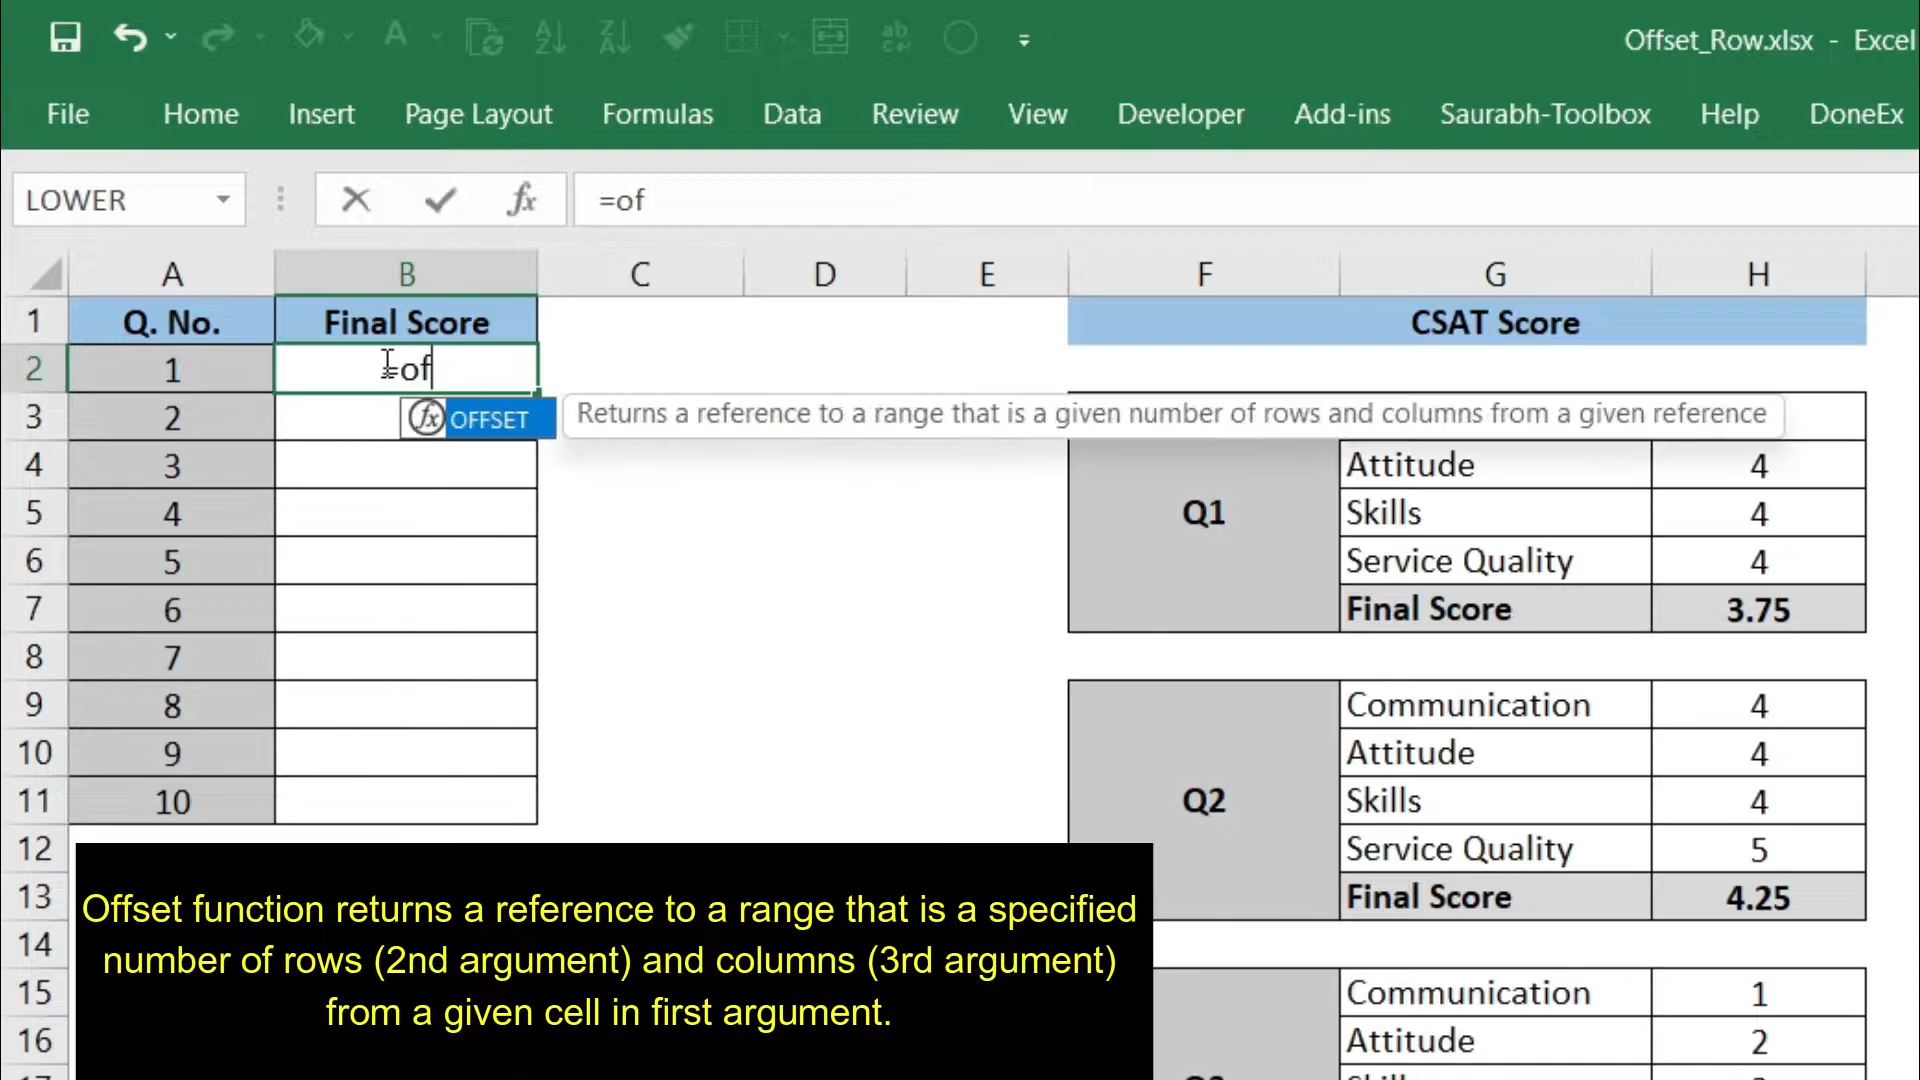 Offset_Row.xlsx - Excel
File Home Insert Page Layout Formulas Data Review View Developer Add-ins Saurabh-Toolbox Help DoneEx
LOWER fx =of
A B C D E F G H
1 Q. No. Final Score CSAT Score
2 1 =of
3 2 fx OFFSET Returns a reference to a range that is a given number of rows and columns from a given reference
4 3 Attitude 4
5 4 Q1 Skills 4
6 5 Service Quality 4
7 6 Final Score 3.75
8 7
9 8 Communication 4
10 9 Attitude 4
11 10 Q2 Skills 4
12 Service Quality 5
13 Final Score 4.25
14
15 Communication 1
16 Attitude 2
Offset function returns a reference to a range that is a specified
number of rows (2nd argument) and columns (3rd argument)
from a given cell in first argument.